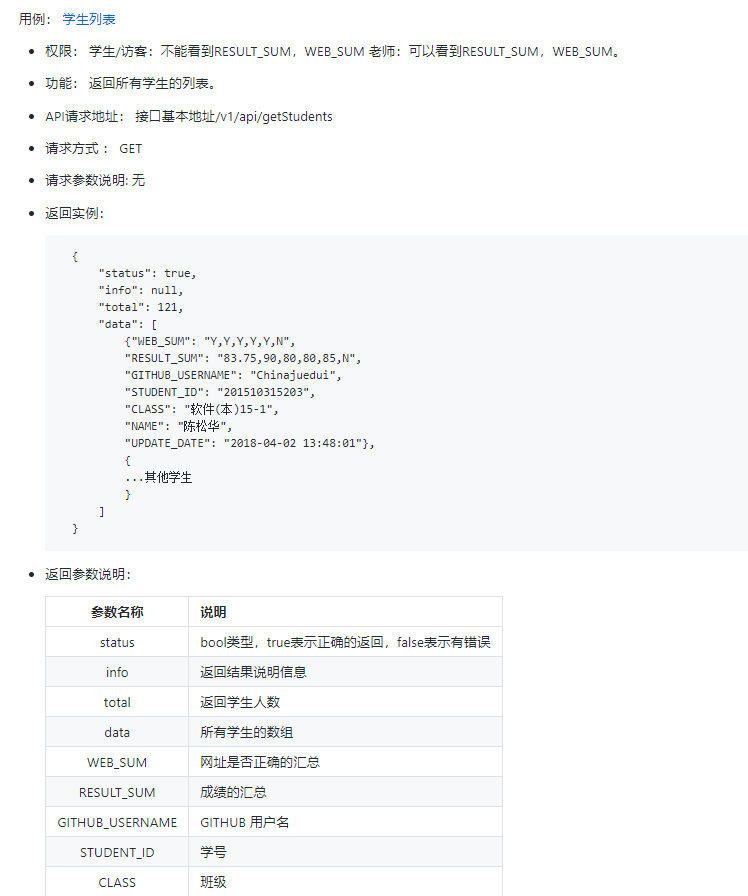 用例： 学生列表
• 权限： 学生/访客：不能看到RESULT_SUM，WEB_SUM 老师：可以看到RESULT_SUM，WEB_SUM。
• 功能： 返回所有学生的列表。
• API请求地址： 接口基本地址/v1/api/getStudents
• 请求方式 ： GET
• 请求参数说明: 无
• 返回实例：
{
"status": true,
"info": null,
"total": 121,
"data": [
{"WEB_SUM": "Y,Y,Y,Y,Y,N",
"RESULT_SUM": "83.75,90,80,80,85,N",
"GITHUB_USERNAME": "Chinajuedui",
"STUDENT_ID": "201510315203",
"CLASS": "软件(本)15-1",
"NAME": "陈松华",
"UPDATE_DATE": "2018-04-02 13:48:01"},
{
...其他学生
}
]
}
• 返回参数说明：
参数名称 说明
status bool类型，true表示正确的返回，false表示有错误
info 返回结果说明信息
total 返回学生人数
data 所有学生的数组
WEB_SUM 网址是否正确的汇总
RESULT_SUM 成绩的汇总
GITHUB_USERNAME GITHUB 用户名
STUDENT_ID 学号
CLASS 班级